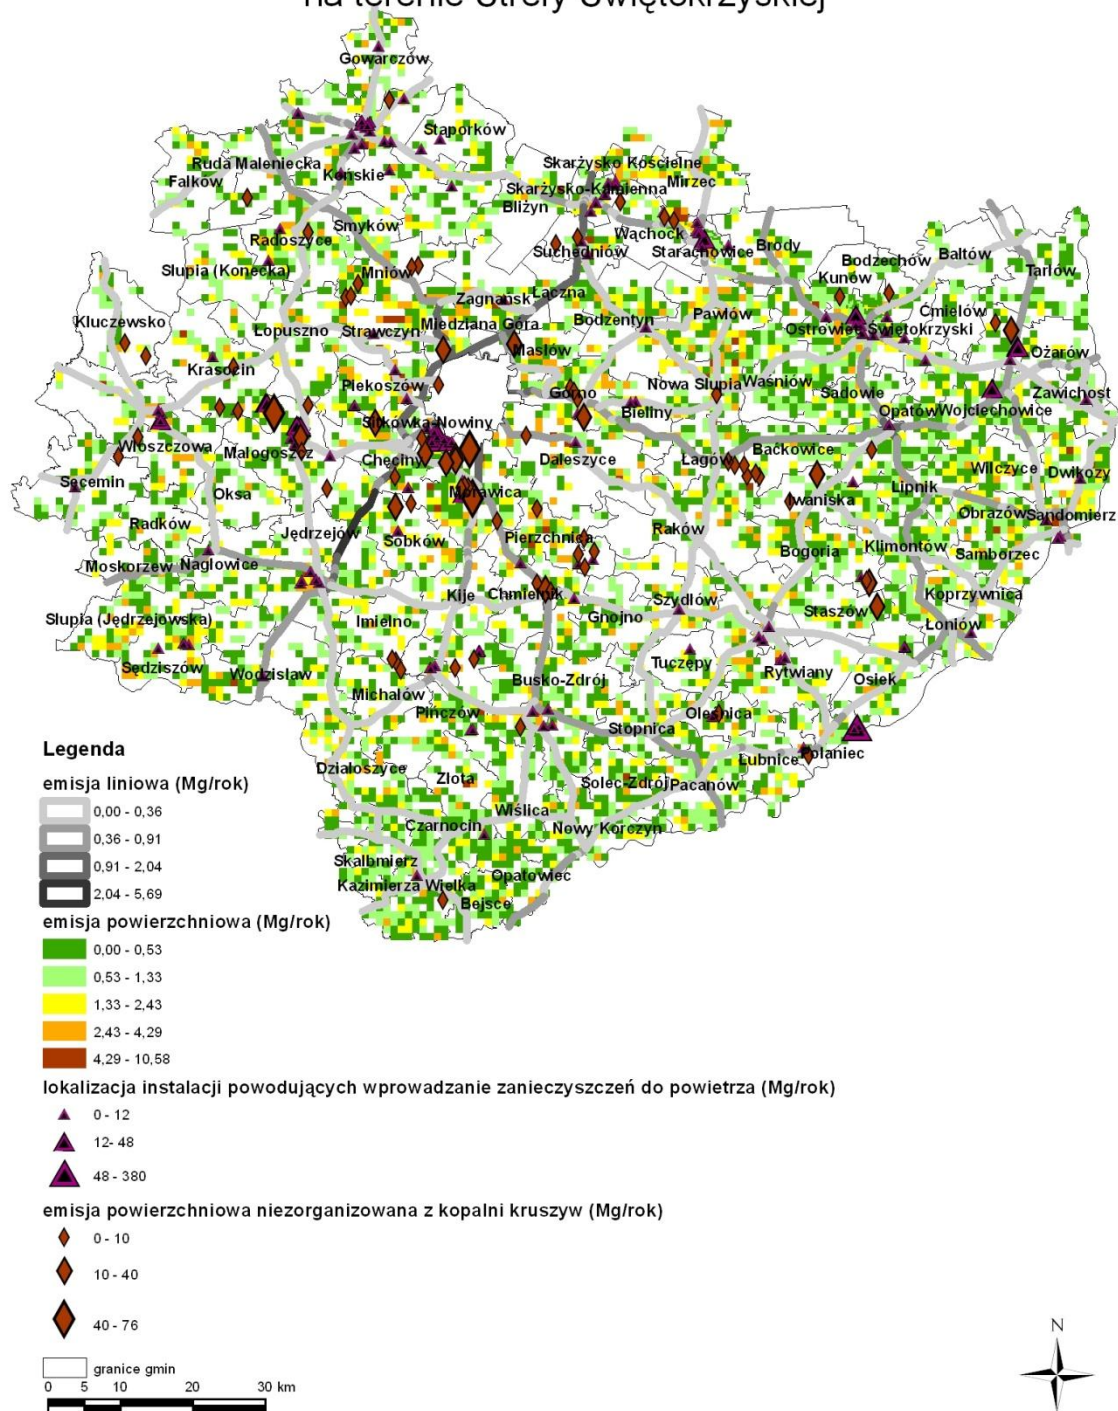 na terenie Strefy Świętokrzyskiej
Gowarczów
Stąporków
Ruda Maleniecka
Końskie
Fałków
Skarżysko Kościelne
Skarżysko-Kamienna
Mirzec
Bliżyn
Smyków
Radoszyce
Wąchock
Suchedniów
Starachowice
Brody
Słupia (Konecka)
Mniów
Bodzechów
Bałtów
Kunów
Tarłów
Łączna
Zagnańsk
Kluczewsko
Łopuszno
Strawczyn
Miedziana Góra
Bodzentyn
Pawłów
Ćmielów
Ostrowiec Świętokrzyski
Masłów
Ożarów
Krasocin
Piekoszów
Górno
Nowa Słupia
Waśniów
Sadowie
Zawichost
Bieliny
Opatów
Wojciechowice
Sitkówka-Nowiny
Włoszczowa
Małogoszcz
Chęciny
Daleszyce
Łagów
Baćkowice
Wilczyce
Dwikozy
Secemin
Oksa
Morawica
Iwaniska
Lipnik
Obrazów
Sandomierz
Radków
Jędrzejów
Sobków
Pierzchnica
Raków
Bogoria
Klimontów
Samborzec
Moskorzew
Nagłowice
Kije
Chmielnik
Szydłów
Staszów
Koprzywnica
Słupia (Jędrzejowska)
Imielno
Gnojno
Łoniów
Sędziszów
Wodzisław
Tuczępy
Rytwiany
Osiek
Michałów
Busko-Zdrój
Pińczów
Oleśnica
Stopnica
Połaniec
Łubnice
Działoszyce
Złota
Solec-Zdrój
Pacanów
Wiślica
Czarnocin
Nowy Korczyn
Skalbmierz
Opatowiec
Kazimierza Wielka
Bejsce
Legenda
emisja liniowa (Mg/rok)
0,00 - 0,36
0,36 - 0,91
0,91 - 2,04
2,04 - 5,69
emisja powierzchniowa (Mg/rok)
0,00 - 0,53
0,53 - 1,33
1,33 - 2,43
2,43 - 4,29
4,29 - 10,58
lokalizacja instalacji powodujących wprowadzanie zanieczyszczeń do powietrza (Mg/rok)
0 - 12
12- 48
48 - 380
emisja powierzchniowa niezorganizowana z kopalni kruszyw (Mg/rok)
0 - 10
10 - 40
40 - 76
granice gmin
0 5 10 20 30 km
N